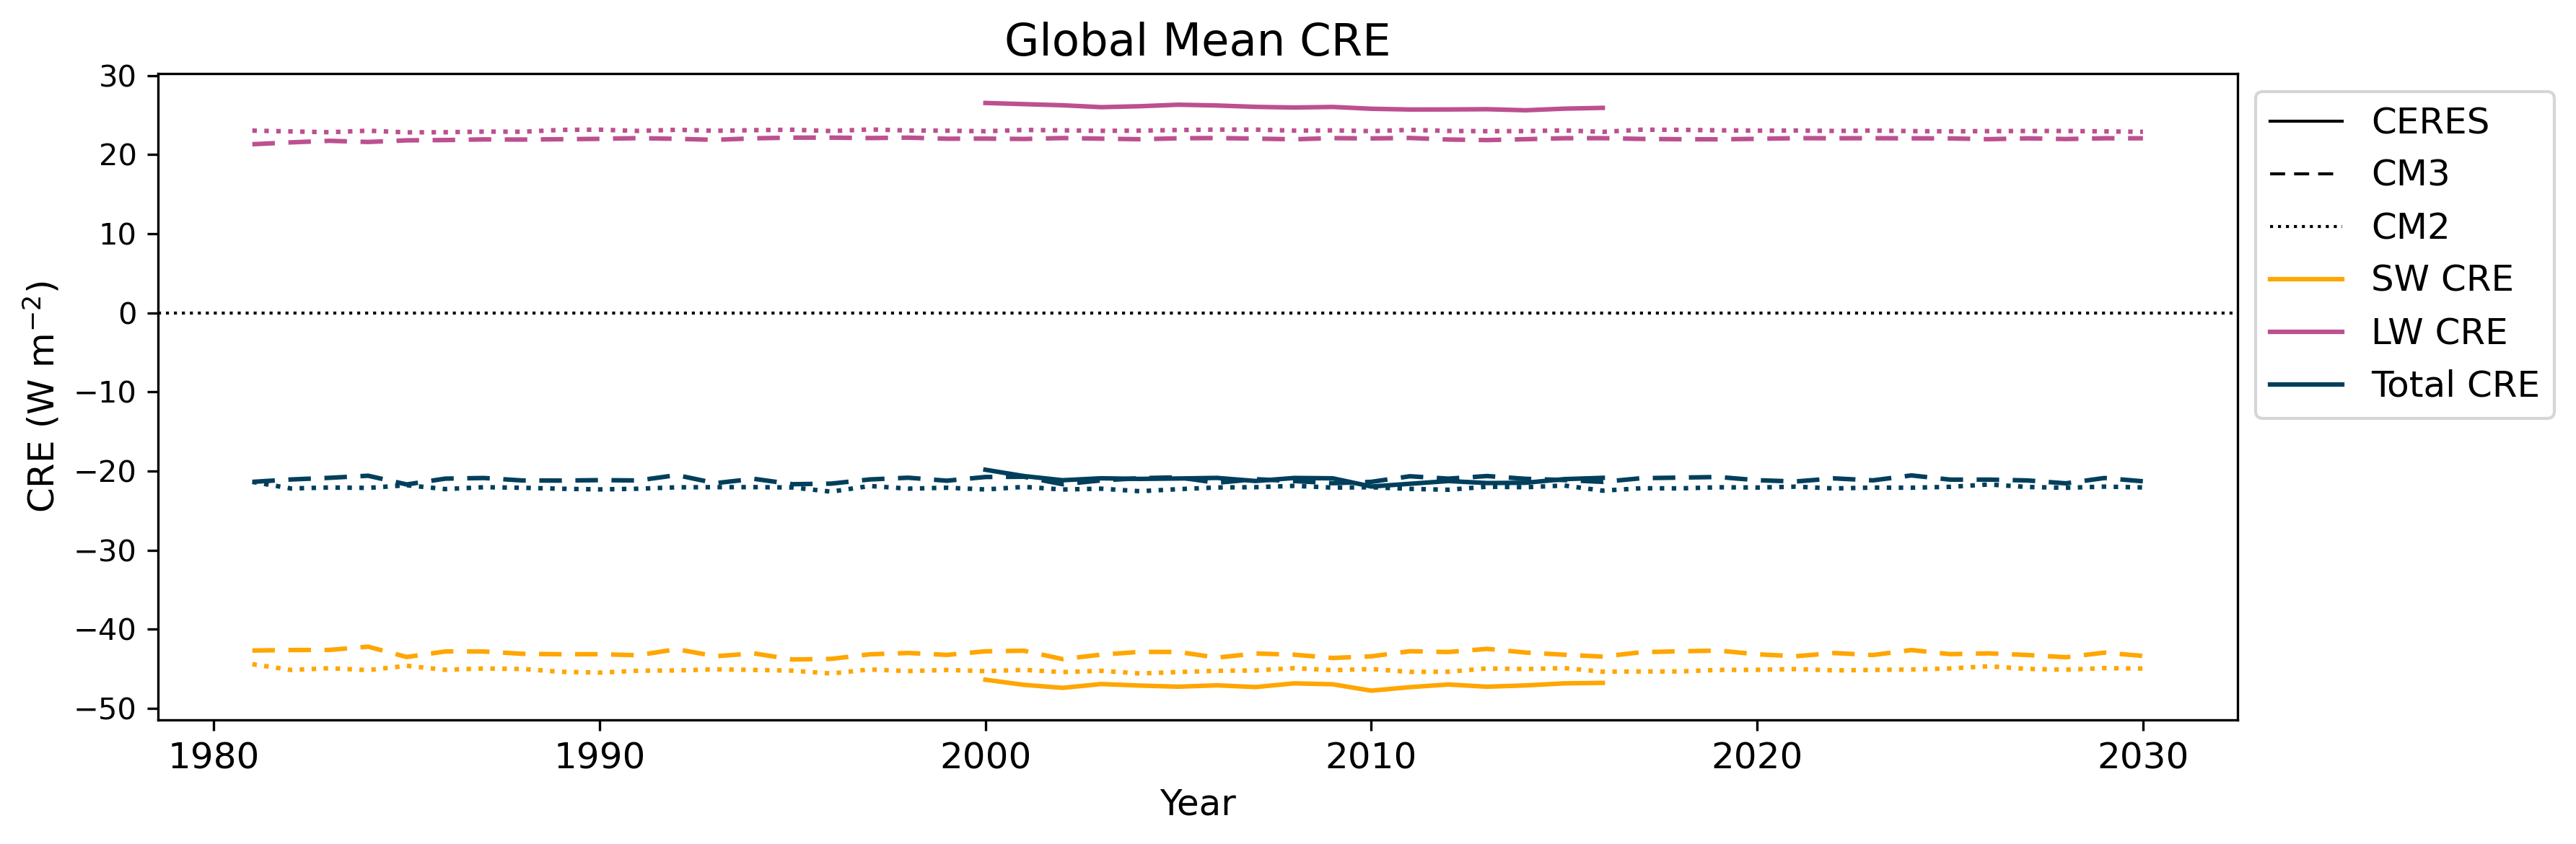 Global Mean CRE
30
20
10
0
−10
−20
−30
−40
−50
CRE (W m⁻²)
1980 1990 2000 2010 2020 2030
Year
CERES
CM3
CM2
SW CRE
LW CRE
Total CRE